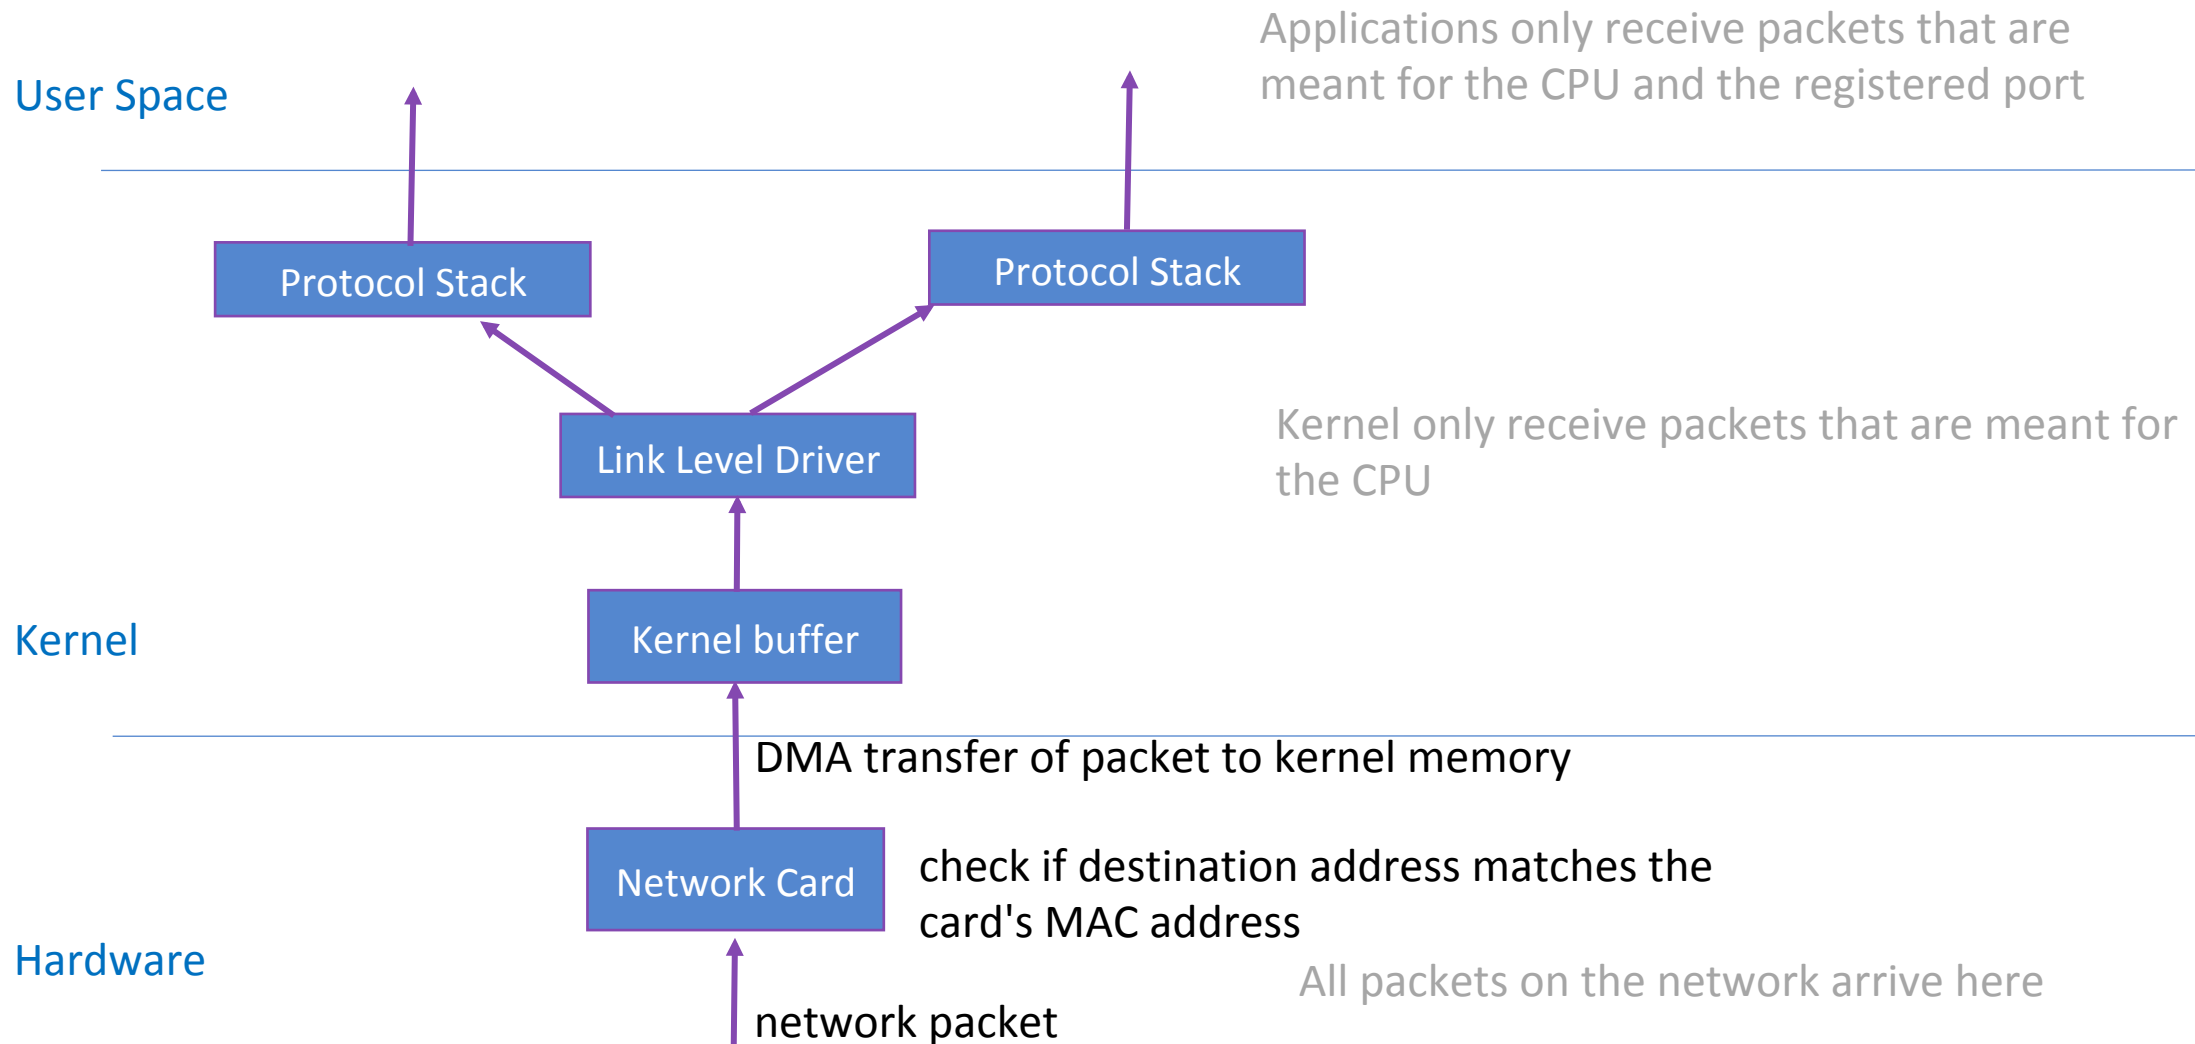 Applications only receive packets that are
meant for the CPU and the registered port
User Space
Protocol Stack
Protocol Stack
Link Level Driver
Kernel only receive packets that are meant for
the CPU
Kernel buffer
Kernel
DMA transfer of packet to kernel memory
Network Card
check if destination address matches the
card's MAC address
Hardware
All packets on the network arrive here
network packet